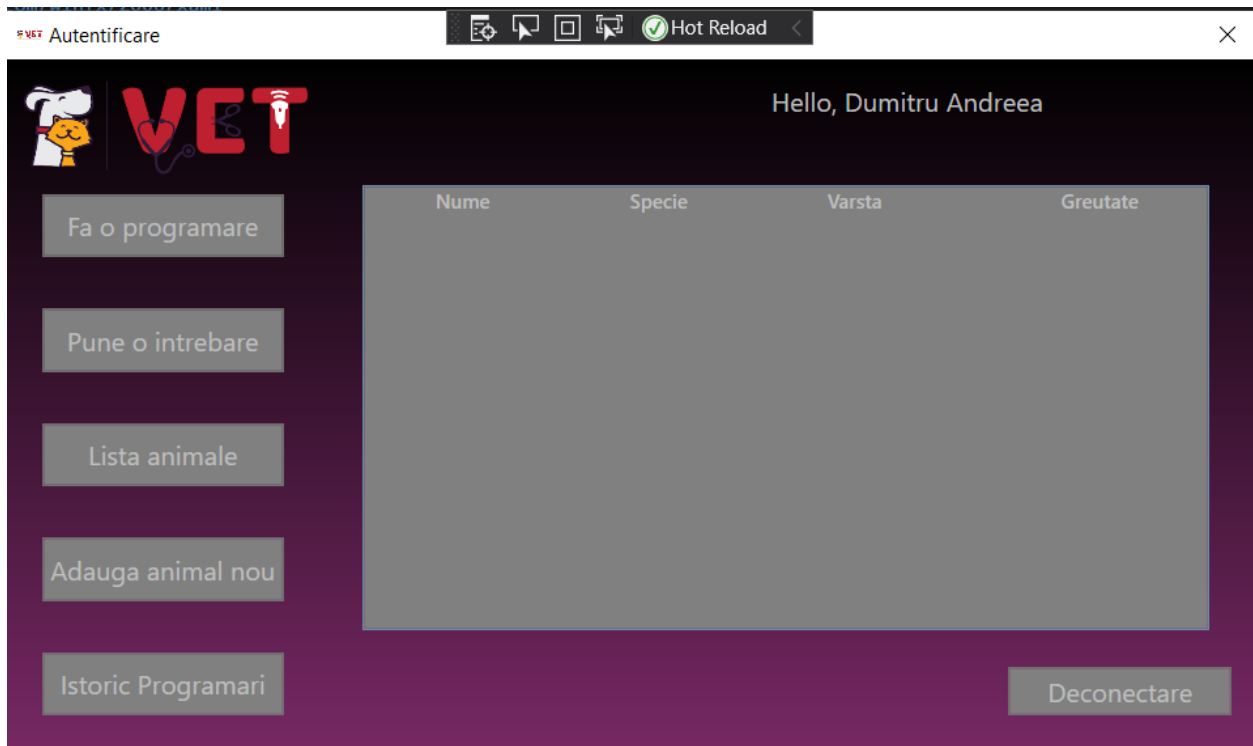 Autentificare
Hot Reload
VET
Hello, Dumitru Andreea
Nume Specie Varsta Greutate
Fa o programare
Pune o intrebare
Lista animale
Adauga animal nou
Istoric Programari
Deconectare